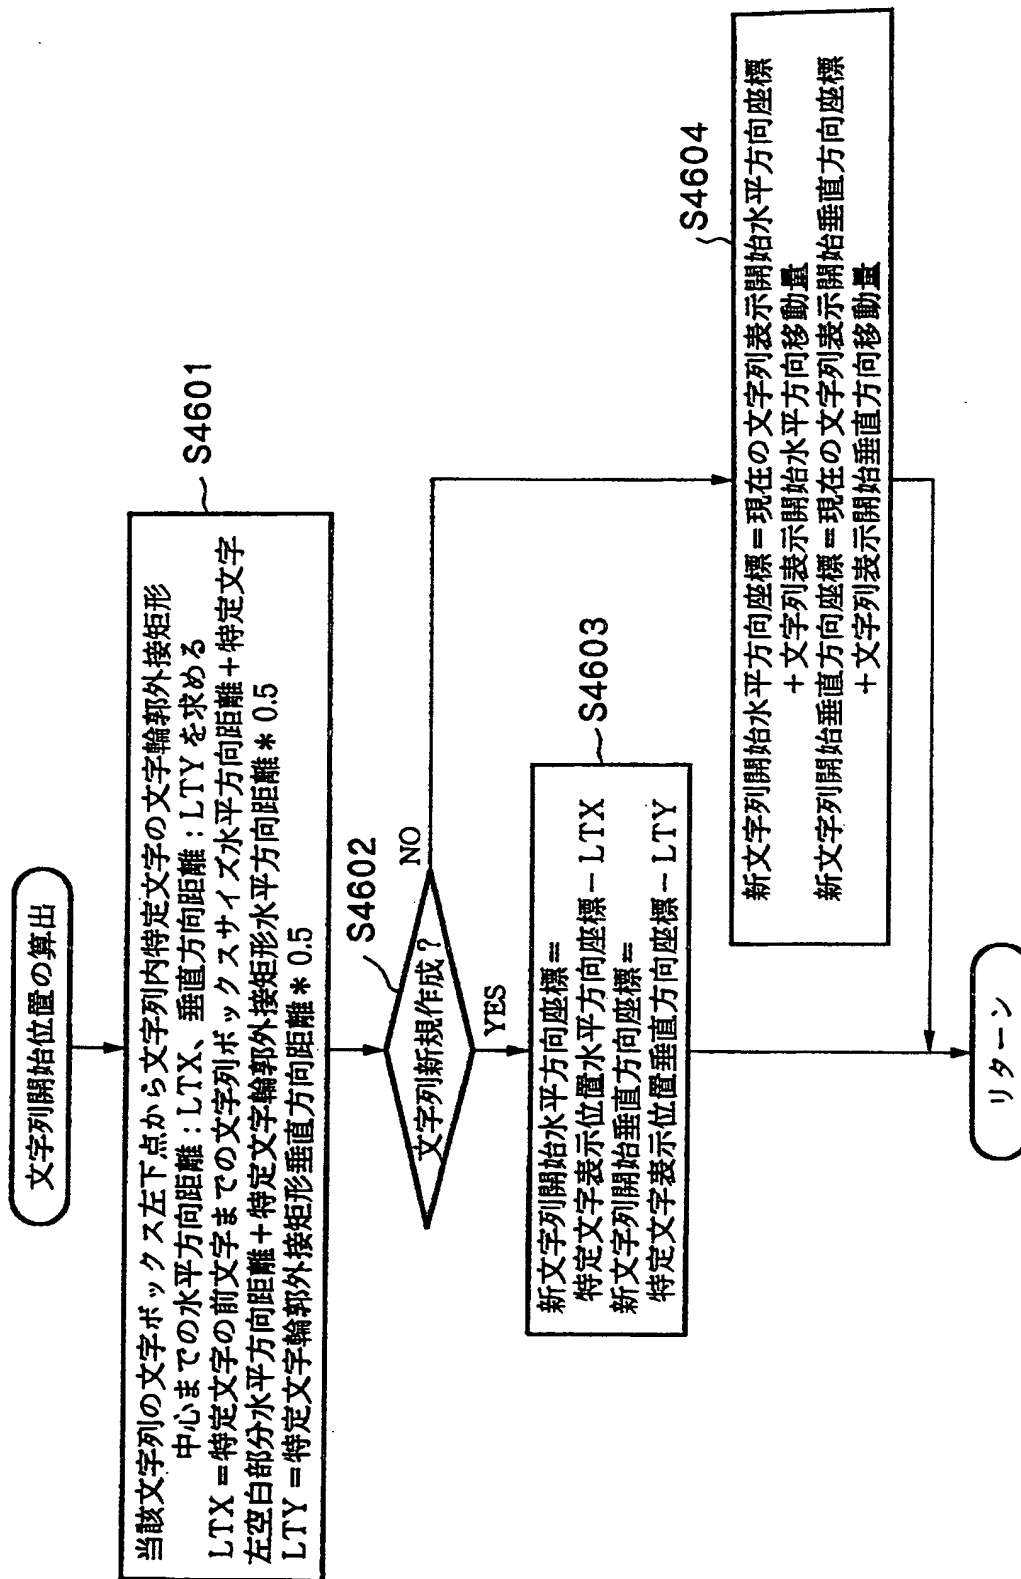 文字列開始位置の算出
S4601
当該文字列の文字ボックス左下点から文字列内特定文字の文字輪郭外接矩形
中心までの水平方向距離：LTX、垂直方向距離：LTYを求める
LTX＝特定文字の前文字までの文字列ボックスサイズ水平方向距離＋特定文字
左空白部分水平方向距離＋特定文字輪郭外接矩形水平方向距離＊0.5
LTY＝特定文字輪郭外接矩形垂直方向距離＊0.5
S4602
文字列新規作成？
NO
YES
S4603
新文字列開始水平方向座標＝
特定文字表示位置水平方向座標－LTX
新文字列開始垂直方向座標＝
特定文字表示位置垂直方向座標－LTY
S4604
新文字列開始水平方向座標＝現在の文字列表示開始水平方向座標
＋文字列表示開始水平方向移動量
新文字列開始垂直方向座標＝現在の文字列表示開始垂直方向座標
＋文字列表示開始垂直方向移動量
リターン